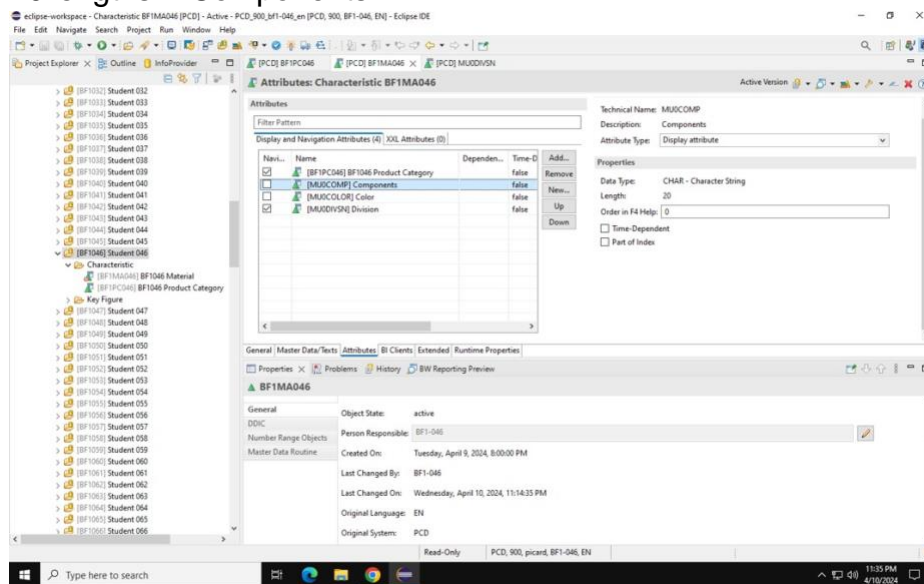 eclipse-workspace - Characteristic BF1MA046 [PCD] - Active - PCD_900_bf1-046_en [PCD, 900, BF1-046, EN] - Eclipse IDE
File Edit Navigate Search Project Run Window Help
Project Explorer Outline InfoProvider
[PCD] BF1PC046 [PCD] BF1MA046 [PCD] MU0DIVSN
[BF1032] Student 032
[BF1033] Student 033
[BF1034] Student 034
[BF1035] Student 035
[BF1036] Student 036
[BF1037] Student 037
[BF1038] Student 038
[BF1039] Student 039
[BF1040] Student 040
[BF1041] Student 041
[BF1042] Student 042
[BF1043] Student 043
[BF1044] Student 044
[BF1045] Student 045
[BF1046] Student 046
Characteristic
[BF1MA046] BF1046 Material
[BF1PC046] BF1046 Product Category
Key Figure
[BF1047] Student 047
[BF1048] Student 048
[BF1049] Student 049
[BF1050] Student 050
[BF1051] Student 051
[BF1052] Student 052
[BF1053] Student 053
[BF1054] Student 054
[BF1055] Student 055
[BF1056] Student 056
[BF1057] Student 057
[BF1058] Student 058
[BF1059] Student 059
[BF1060] Student 060
[BF1061] Student 061
[BF1062] Student 062
[BF1063] Student 063
[BF1064] Student 064
[BF1065] Student 065
[BF1066] Student 066
Attributes: Characteristic BF1MA046
Active Version
Attributes
Filter Pattern
Display and Navigation Attributes (4) XXL Attributes (0)
Navi... Name Dependen... Time-D
[BF1PC046] BF1046 Product Category false
[MU0COMP] Components false
[MU0COLOR] Color false
[MU0DIVSN] Division false
Add...
Remove
New...
Up
Down
Technical Name: MU0COMP
Description: Components
Attribute Type: Display attribute
Properties
Data Type: CHAR - Character String
Length: 20
Order in F4 Help: 0
Time-Dependent
Part of Index
General Master Data/Texts Attributes BI Clients Extended Runtime Properties
Properties Problems History BW Reporting Preview
BF1MA046
General
DDIC
Number Range Objects
Master Data Routine
Object State: active
Person Responsible: BF1-046
Created On: Tuesday, April 9, 2024, 8:00:00 PM
Last Changed By: BF1-046
Last Changed On: Wednesday, April 10, 2024, 11:14:35 PM
Original Language: EN
Original System: PCD
Read-Only PCD, 900, picard, BF1-046, EN
Type here to search
11:35 PM
4/10/2024